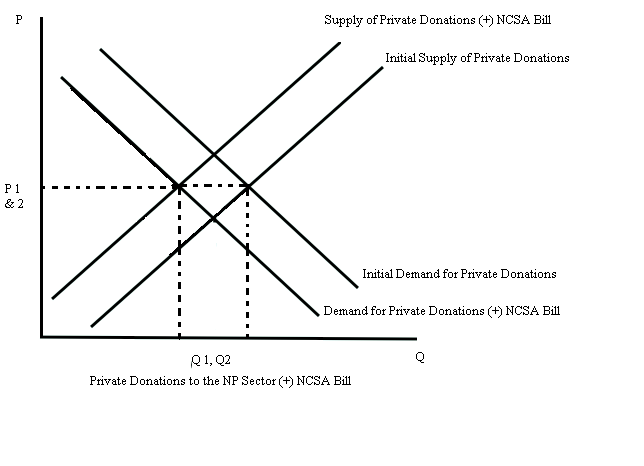 P
Supply of Private Donations (+) NCSA Bill
Initial Supply of Private Donations
P 1
& 2
Initial Demand for Private Donations
Demand for Private Donations (+) NCSA Bill
Q 1, Q2
Q
Private Donations to the NP Sector (+) NCSA Bill